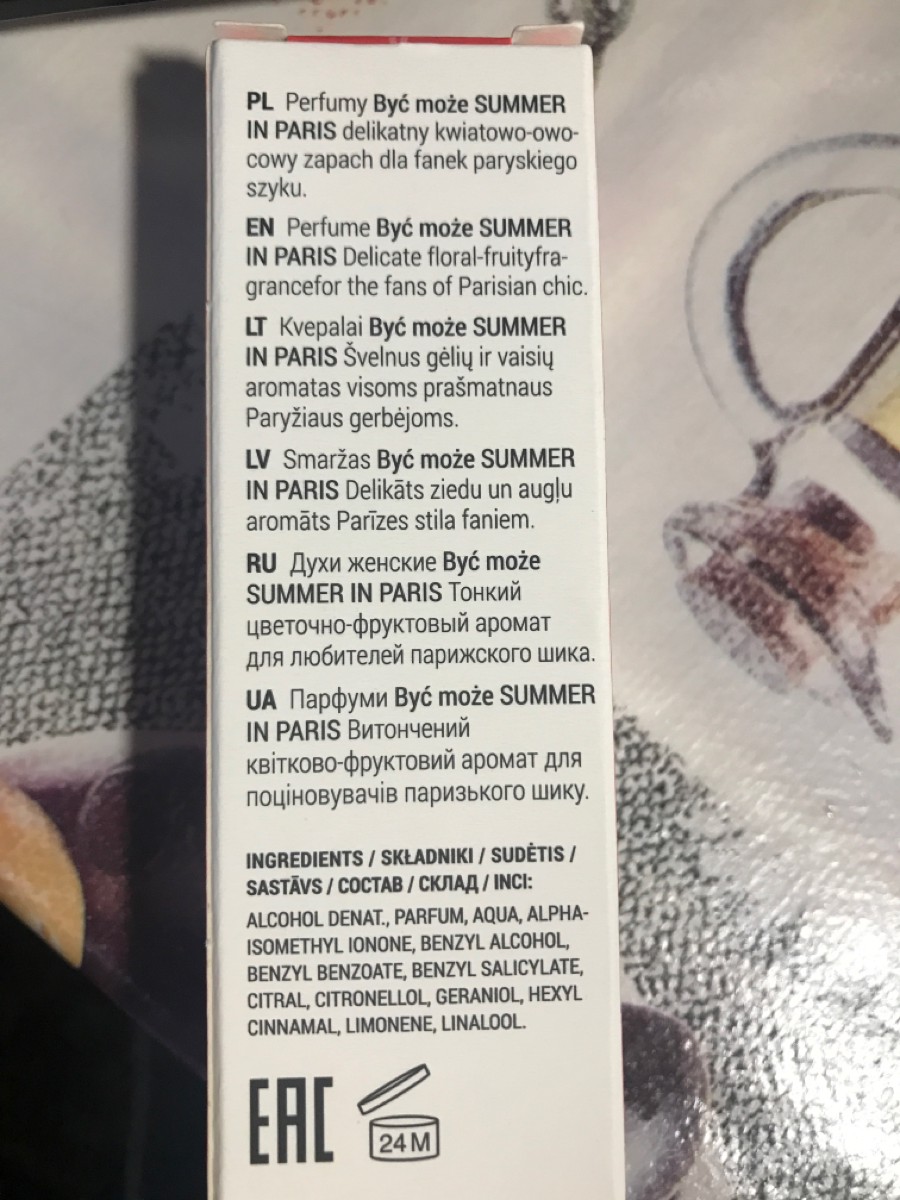 PL Perfumy Być może SUMMER
IN PARIS delikatny kwiatowo-owo-
cowy zapach dla fanek paryskiego
szyku.
EN Perfume Być może SUMMER
IN PARIS Delicate floral-fruityfra-
grancefor the fans of Parisian chic.
LT Kvepalai Być może SUMMER
IN PARIS Švelnus gėlių ir vaisių
aromatas visoms prašmatnaus
Paryžiaus gerbėjoms.
LV Smaržas Być może SUMMER
IN PARIS Delikāts ziedu un augļu
aromāts Parīzes stila faniem.
RU Духи женские Być może
SUMMER IN PARIS Тонкий
цветочно-фруктовый аромат
для любителей парижского шика.
UA Парфуми Być może SUMMER
IN PARIS Витончений
квітково-фруктовий аромат для
поціновувачів паризького шику.
INGREDIENTS / SKŁADNIKI / SUDĖTIS /
SASTĀVS / СОСТАВ / СКЛАД / INCI:
ALCOHOL DENAT., PARFUM, AQUA, ALPHA-
ISOMETHYL IONONE, BENZYL ALCOHOL,
BENZYL BENZOATE, BENZYL SALICYLATE,
CITRAL, CITRONELLOL, GERANIOL, HEXYL
CINNAMAL, LIMONENE, LINALOOL.
EAC
24 M